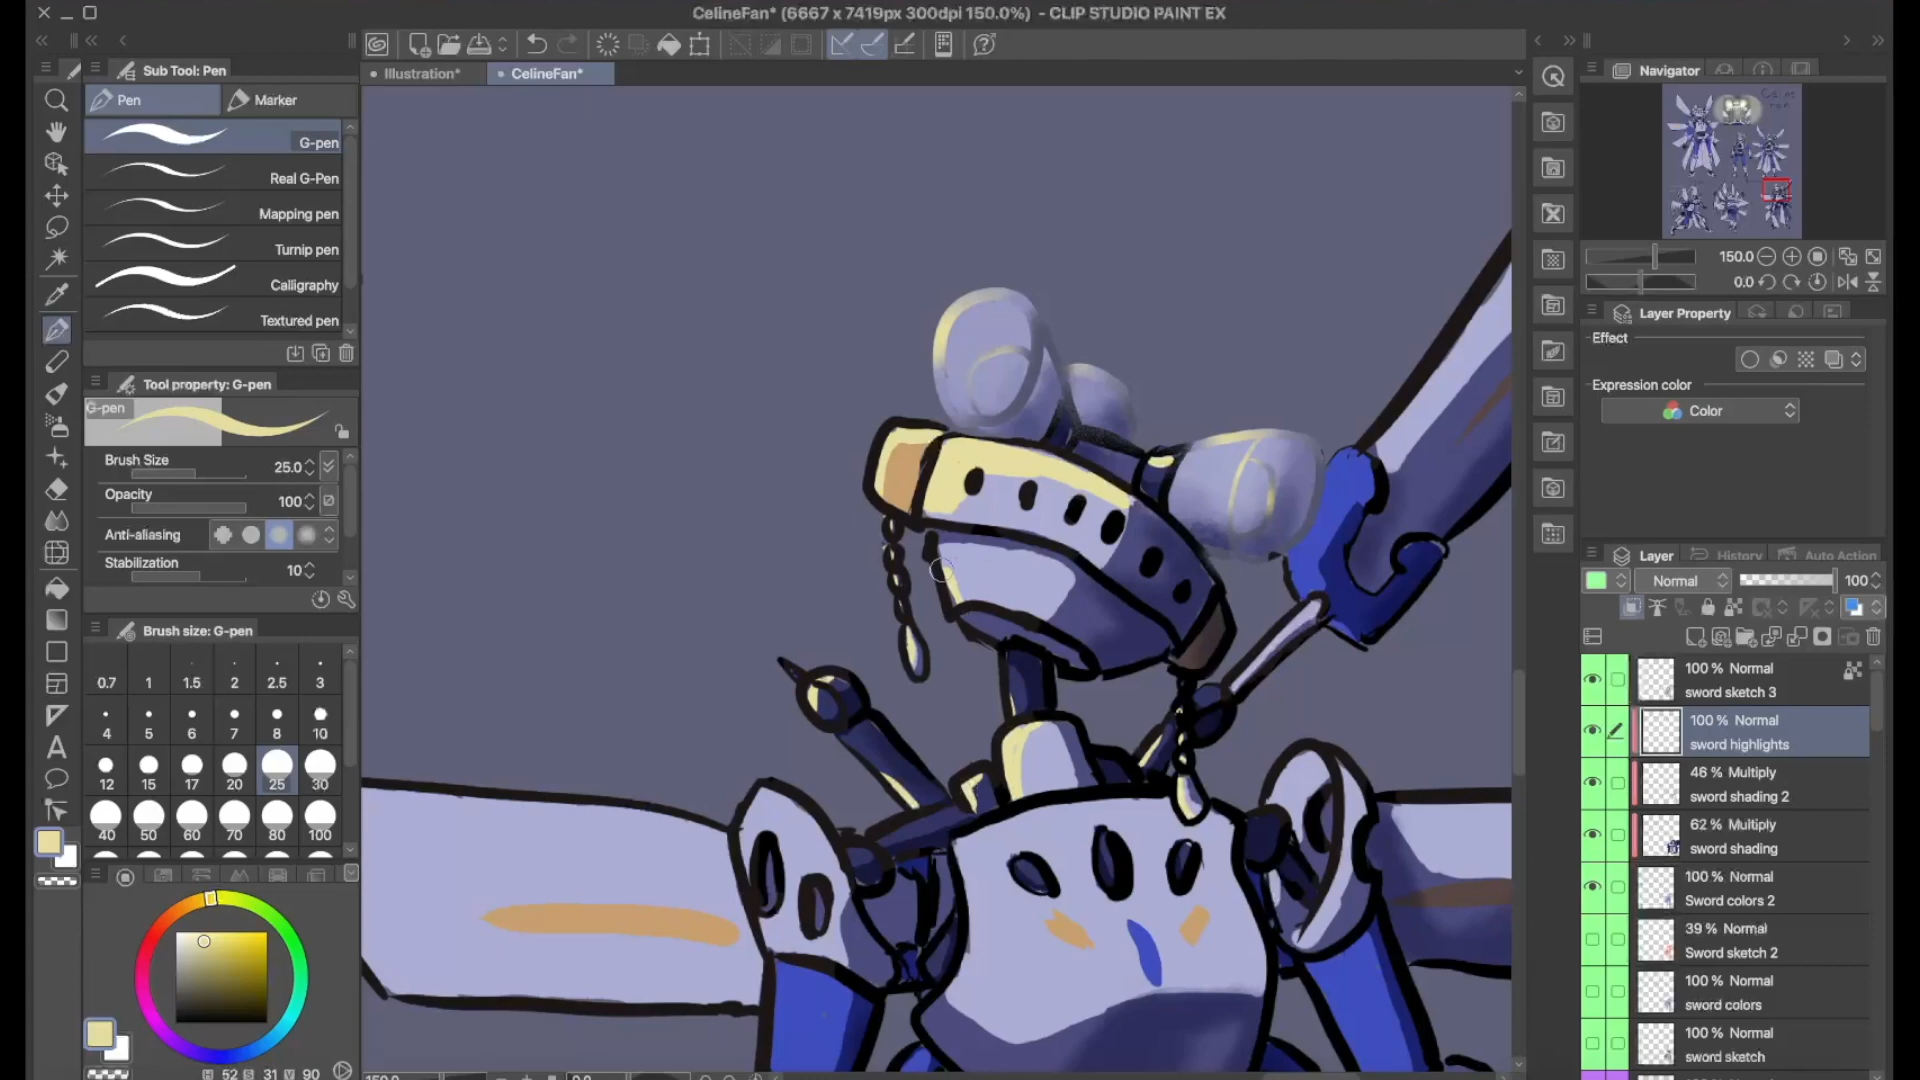 CelineFan* (6667 x 7419px 300dpi 150.0%) - CLIP STUDIO PAINT EX
Sub Tool: Pen
Illustration*
CelineFan*
Navigator
Pen
Marker
G-pen
Real G-Pen
Mapping pen
Turnip pen
Calligraphy
Textured pen
150.0
0.0
Layer Property
Effect
Expression color
Color
Tool property: G-pen
G-pen
Brush Size
25.0
Opacity
100
Anti-aliasing
Stabilization
10
Brush size: G-pen
0.7 1 1.5 2 2.5 3
4 5 6 7 8 10
12 15 17 20 25 30
40 50 60 70 80 100
H 52 S 31 V 90
Layer
History
Auto Action
Normal
100
100 % Normal
sword sketch 3
100 % Normal
sword highlights
46 % Multiply
sword shading 2
62 % Multiply
sword shading
100 % Normal
Sword colors 2
39 % Normal
Sword sketch 2
100 % Normal
sword colors
100 % Normal
sword sketch